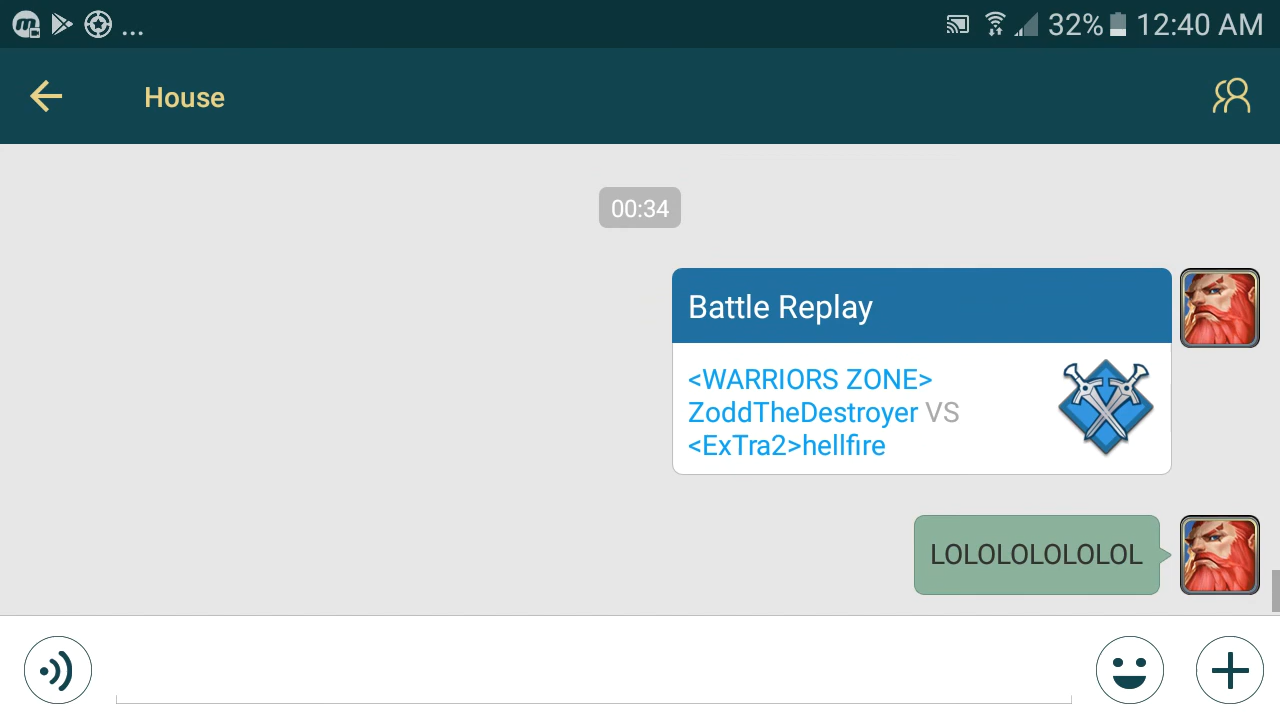 ... 32% 12:40 AM
House
00:34
Battle Replay
<WARRIORS ZONE>
ZoddTheDestroyer VS
<ExTra2>hellfire
LOLOLOLOLOLOL